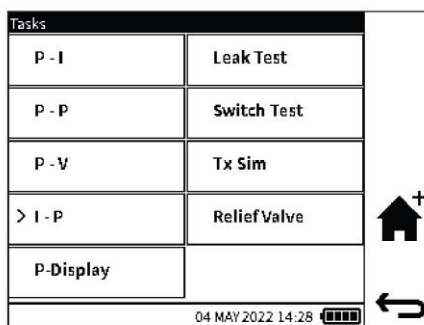 Tasks
P - I
Leak Test
P - P
Switch Test
P - V
Tx Sim
> I - P
Relief Valve
P-Display
04 MAY 2022 14:28